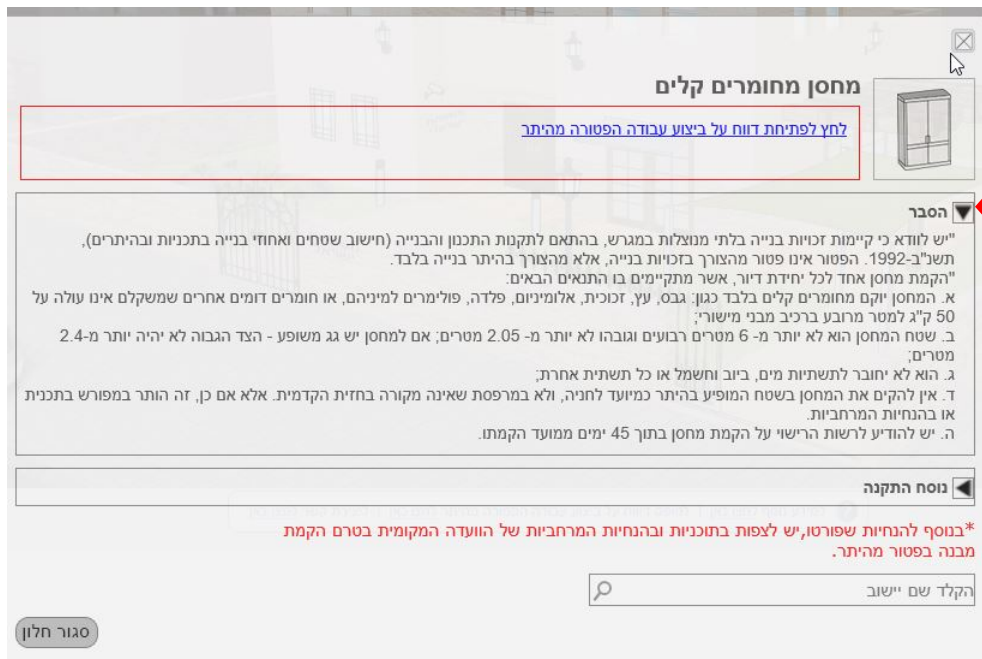 מחסן מחומרים קלים
לחץ לפתיחת דווח על ביצוע עבודה הפטורה מהיתר
הסבר
"יש לוודא כי קיימות זכויות בנייה בלתי מנוצלות במגרש, בהתאם לתקנות התכנון והבנייה (חישוב שטחים ואחוזי בנייה בתכניות ובהיתרים),
תשנ"ב-1992. הפטור אינו פטור מהצורך בזכויות בנייה, אלא מהצורך בהיתר בנייה בלבד.
"הקמת מחסן אחד לכל יחידת דיור, אשר מתקיימים בו התנאים הבאים:
א. המחסן יוקם מחומרים קלים בלבד כגון: גבס, עץ, זכוכית, אלומיניום, פלדה, פולימרים למיניהם, או חומרים דומים אחרים שמשקלם אינו עולה על
50 ק"ג למטר מרובע ברכיב מבני מישורי;
ב. שטח המחסן הוא לא יותר מ- 6 מטרים רבועים וגובהו לא יותר מ- 2.05 מטרים; אם למחסן יש גג משופע - הצד הגבוה לא יהיה יותר מ-2.4
מטרים;
ג. הוא לא יחובר לתשתיות מים, ביוב וחשמל או כל תשתית אחרת;
ד. אין להקים את המחסן בשטח המופיע בהיתר כמיועד לחניה, ולא במרפסת שאינה מקורה בחזית הקדמית. אלא אם כן, זה הותר במפורש בתכנית
או בהנחיות המרחביות.
ה. יש להודיע לרשות הרישוי על הקמת מחסן בתוך 45 ימים ממועד הקמתו.
נוסח התקנה
*בנוסף להנחיות שפורטו,יש לצפות בתוכניות ובהנחיות המרחביות של הוועדה המקומית בטרם הקמת
מבנה בפטור מהיתר.
הקלד שם יישוב
סגור חלון